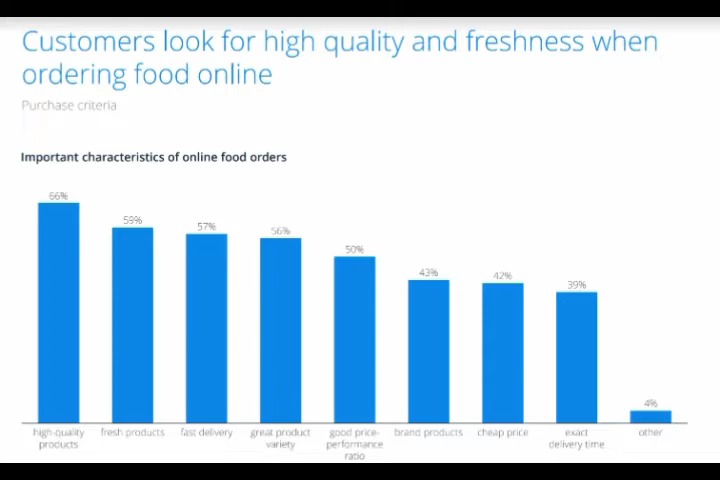 Customers look for high quality and freshness when
ordering food online
Purchase criteria
Important characteristics of online food orders
66%
59%
57%
56%
50%
43%
42%
39%
4%
high-quality
products
fresh products
fast delivery
great product
variety
good price-
performance
ratio
brand products
cheap price
exact
delivery time
other